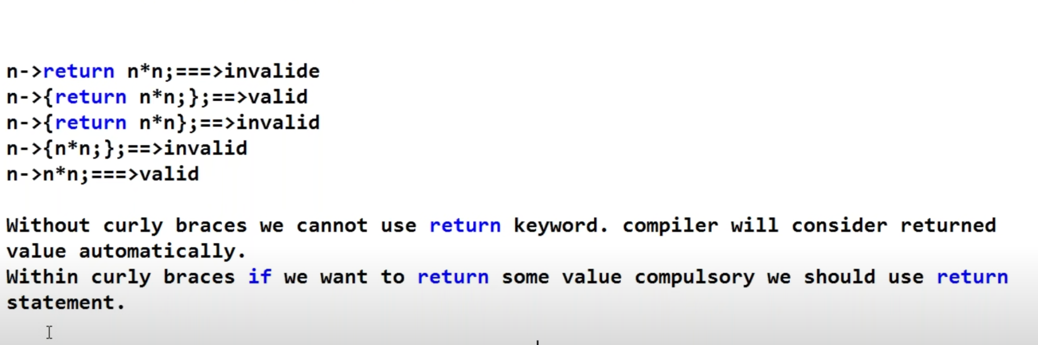 n->return n*n;===>invalide
n->{return n*n;};==>valid
n->{return n*n};==>invalid
n->{n*n;};==>invalid
n->n*n;===>valid
Without curly braces we cannot use return keyword. compiler will consider returned
value automatically.
Within curly braces if we want to return some value compulsory we should use return
statement.